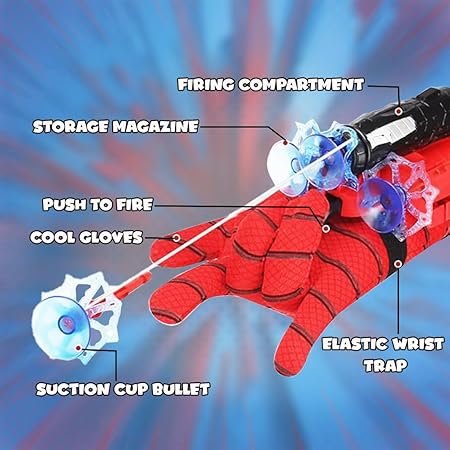 FIRING COMPARTMENT
STORAGE MAGAZINE
PUSH TO FIRE
COOL GLOVES
ELASTIC WRIST
TRAP
SUCTION CUP BULLET